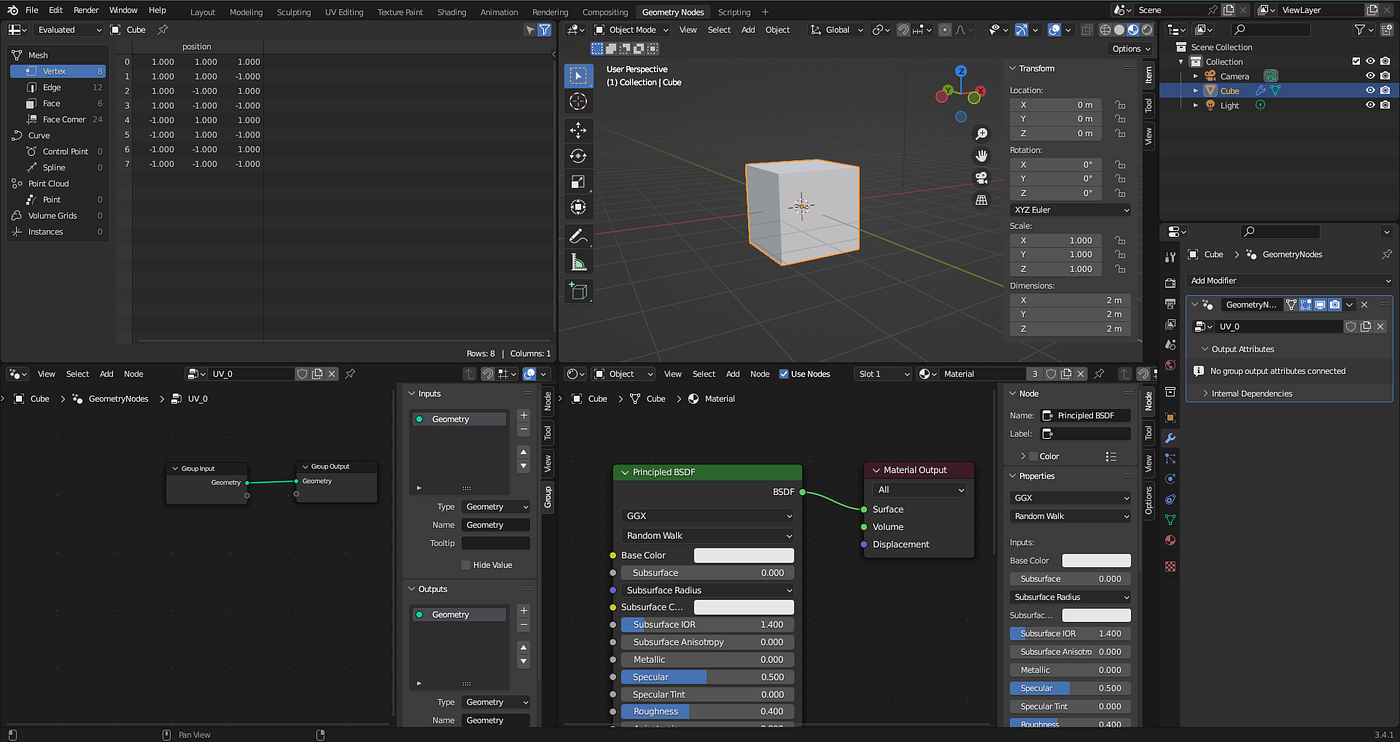 File Edit Render Window Help Layout Modeling Sculpting UV Editing Texture Paint Shading Animation Rendering Compositing Geometry Nodes Scripting + Scene ViewLayer
Evaluated Cube
position
Mesh
Vertex 8
Edge 12
Face 6
Face Corner 24
Curve
Control Point 0
Spline 0
Point Cloud
Point 0
Volume Grids 0
Instances 0
0 1.000 1.000 1.000
1 1.000 1.000 -1.000
2 1.000 -1.000 1.000
3 1.000 -1.000 -1.000
4 -1.000 1.000 1.000
5 -1.000 1.000 -1.000
6 -1.000 -1.000 1.000
7 -1.000 -1.000 -1.000
Rows: 8 | Columns: 1
Object Mode View Select Add Object Global
Options
User Perspective
(1) Collection | Cube
Z
Y
X
Transform
Location:
X 0 m
Y 0 m
Z 0 m
Rotation:
X 0°
Y 0°
Z 0°
XYZ Euler
Scale:
X 1.000
Y 1.000
Z 1.000
Dimensions:
X 2 m
Y 2 m
Z 2 m
Item
Tool
View
Scene Collection
Collection
Camera
Cube
Light
Cube GeometryNodes
Add Modifier
GeometryN...
UV_0
Output Attributes
No group output attributes connected
Internal Dependencies
View Select Add Node UV_0
Cube GeometryNodes UV_0
Group Input
Geometry
Group Output
Geometry
Inputs
Geometry
Type Geometry
Name Geometry
Tooltip
Hide Value
Outputs
Geometry
Type Geometry
Name Geometry
Node
Tool
View
Group
Object View Select Add Node Use Nodes Slot 1 Material 3
Cube Cube Material
Principled BSDF
BSDF
GGX
Random Walk
Base Color
Subsurface 0.000
Subsurface Radius
Subsurface C...
Subsurface IOR 1.400
Subsurface Anisotropy 0.000
Metallic 0.000
Specular 0.500
Specular Tint 0.000
Roughness 0.400
Material Output
All
Surface
Volume
Displacement
Node
Name: Principled BSDF
Label:
Color
Properties
GGX
Random Walk
Inputs:
Base Color
Subsurface 0.000
Subsurface Radius
Subsurfac...
Subsurface IOR 1.400
Subsurface Anisotro 0.000
Metallic 0.000
Specular 0.500
Specular Tint 0.000
Roughness 0.400
Node
Tool
View
Options
Pan View
3.4.1